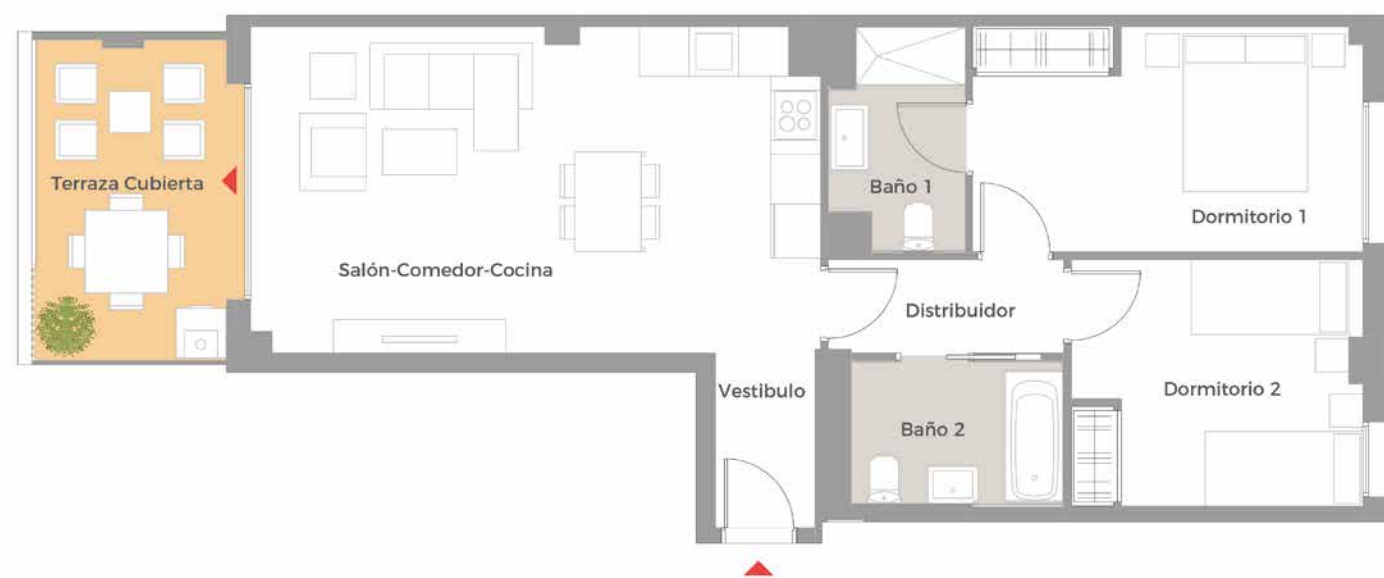 Terraza Cubierta
Salón-Comedor-Cocina
Baño 1
Dormitorio 1
Distribuidor
Vestibulo
Baño 2
Dormitorio 2